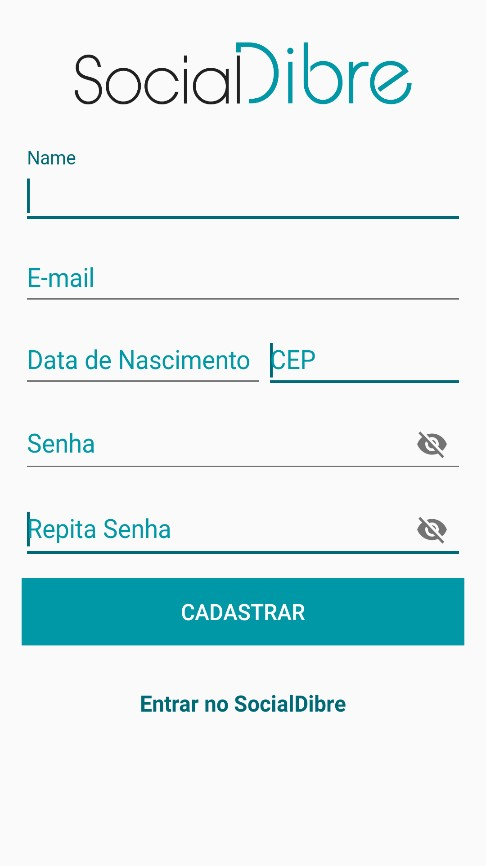 SocialDibre
Name
E-mail
Data de Nascimento CEP
Senha
Repita Senha
CADASTRAR
Entrar no SocialDibre